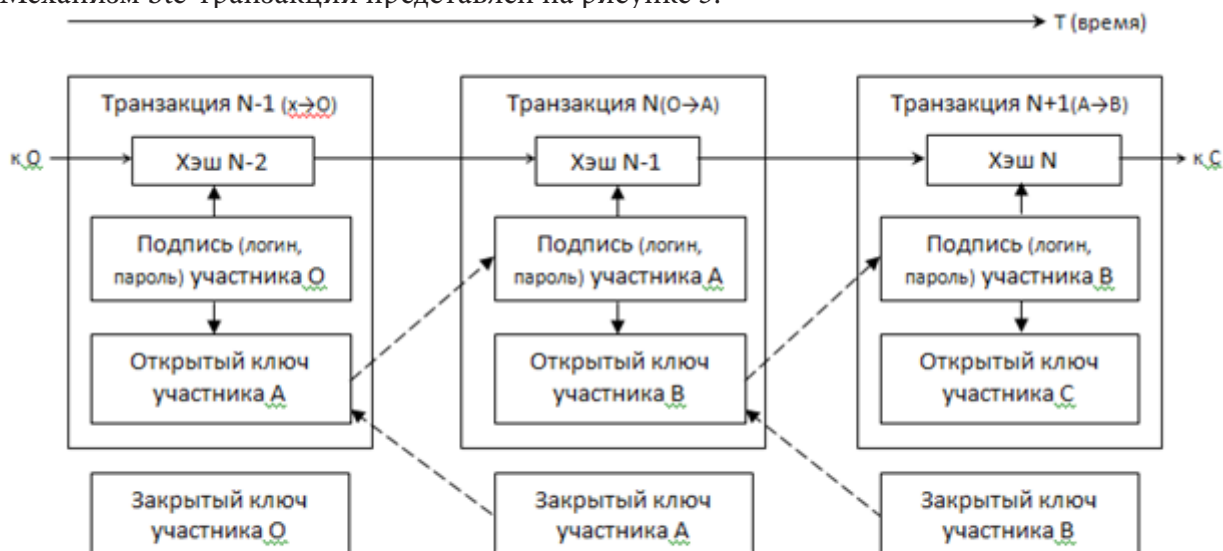 Механизм btc-транзакции представлен на рисунке 3.
T (время)
Транзакция N-1 (x→O)
Транзакция N(O→A)
Транзакция N+1(A→B)
к O
Хэш N-2
Хэш N-1
Хэш N
к C
Подпись (логин,
пароль) участника O
Подпись (логин,
пароль) участника A
Подпись (логин,
пароль) участника B
Открытый ключ
участника A
Открытый ключ
участника B
Открытый ключ
участника C
Закрытый ключ
участника O
Закрытый ключ
участника A
Закрытый ключ
участника B